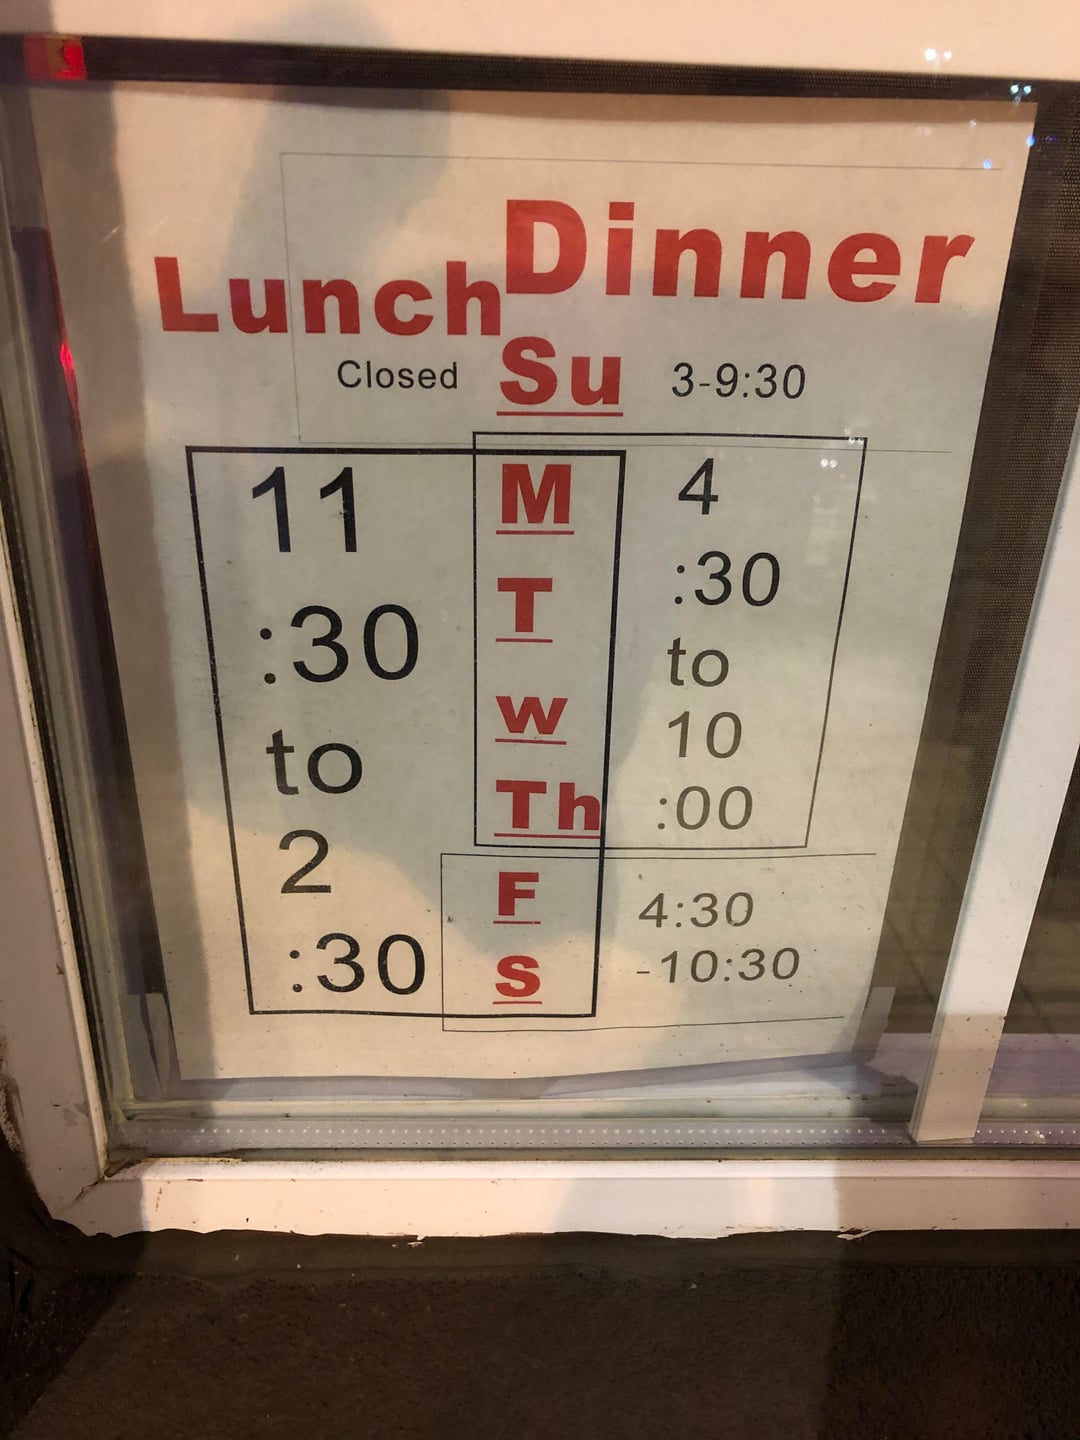 Lunch Dinner
Closed Su 3-9:30
11 M 4
:30 T :30
to w to
2 Th 10
:30 F :00
S 4:30
-10:30